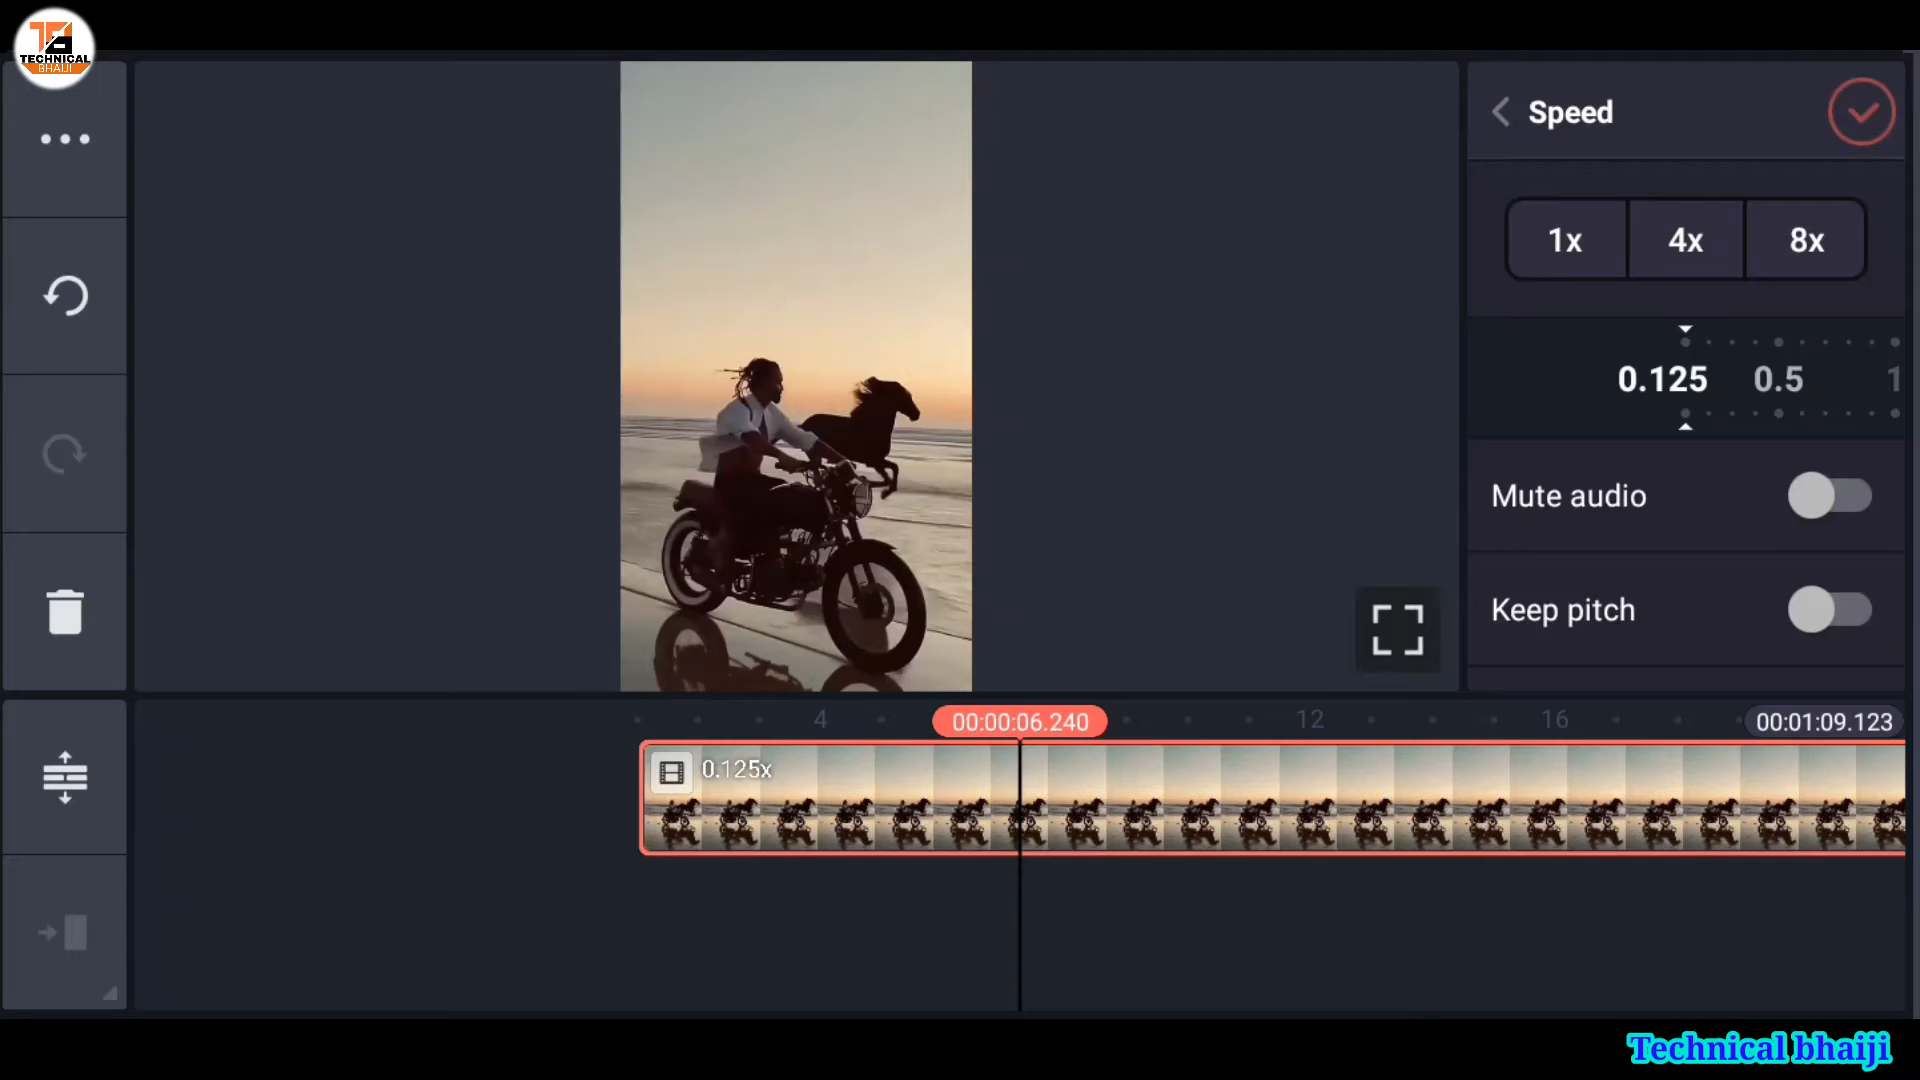 TECHNICAL
BHAIJI
Speed
1x 4x 8x
0.125 0.5 1
Mute audio
Keep pitch
4 00:00:06.240 12 16 00:01:09.123
0.125x
Technical bhaiji